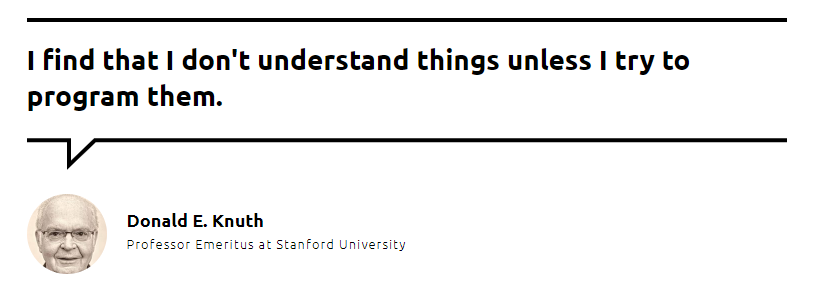 I find that I don't understand things unless I try to
program them.
Donald E. Knuth
Professor Emeritus at Stanford University